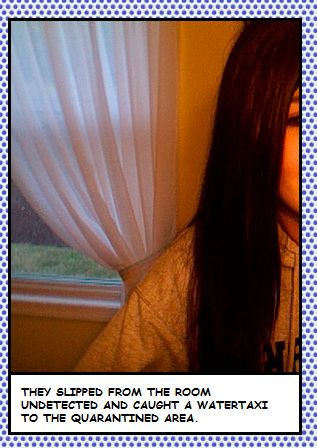 THEY SLIPPED FROM THE ROOM
UNDETECTED AND CAUGHT A WATERTAXI
TO THE QUARANTINED AREA.